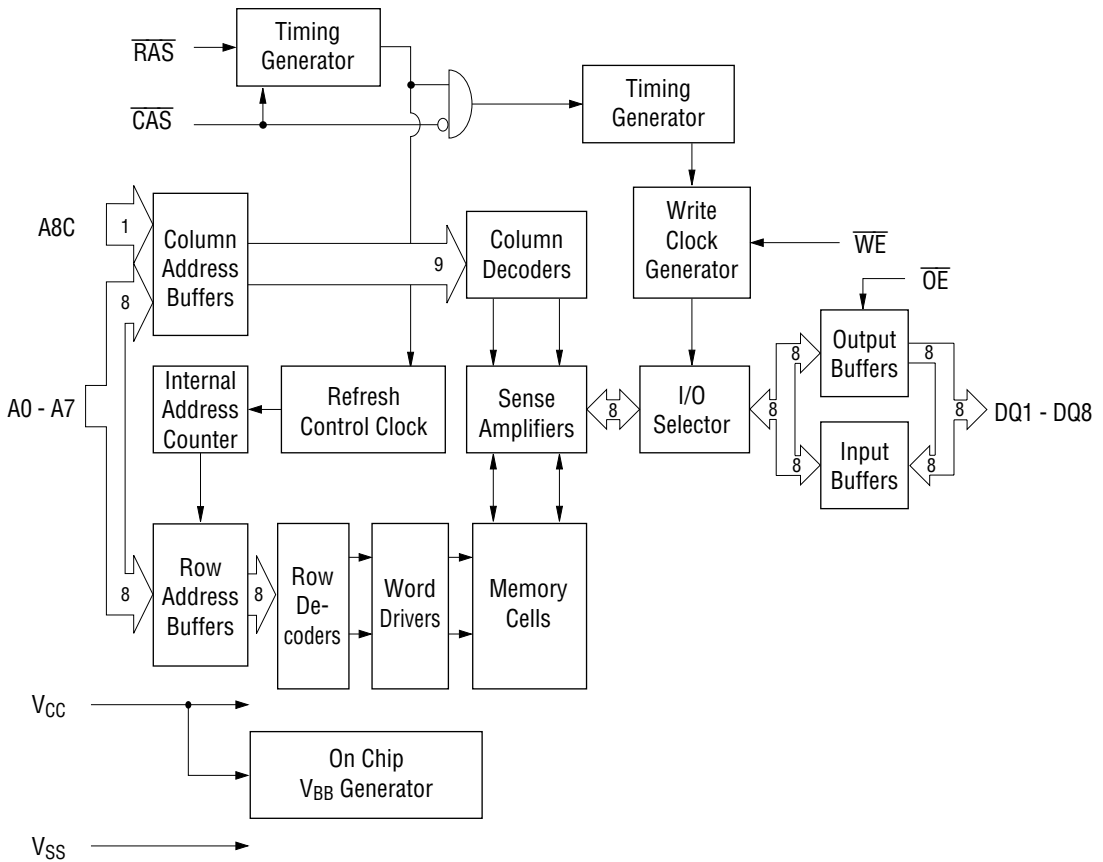 RAS
Timing
Generator
CAS
Timing
Generator
A8C
1
8
Column
Address
Buffers
9
Column
Decoders
Write
Clock
Generator
WE
OE
A0 - A7
Internal
Address
Counter
Refresh
Control Clock
Sense
Amplifiers
8
I/O
Selector
8
8
8
Output
Buffers
8
Input
Buffers
8
8
DQ1 - DQ8
8
Row
Address
Buffers
8
Row
De-
coders
Word
Drivers
Memory
Cells
VCC
On Chip
VBB Generator
VSS